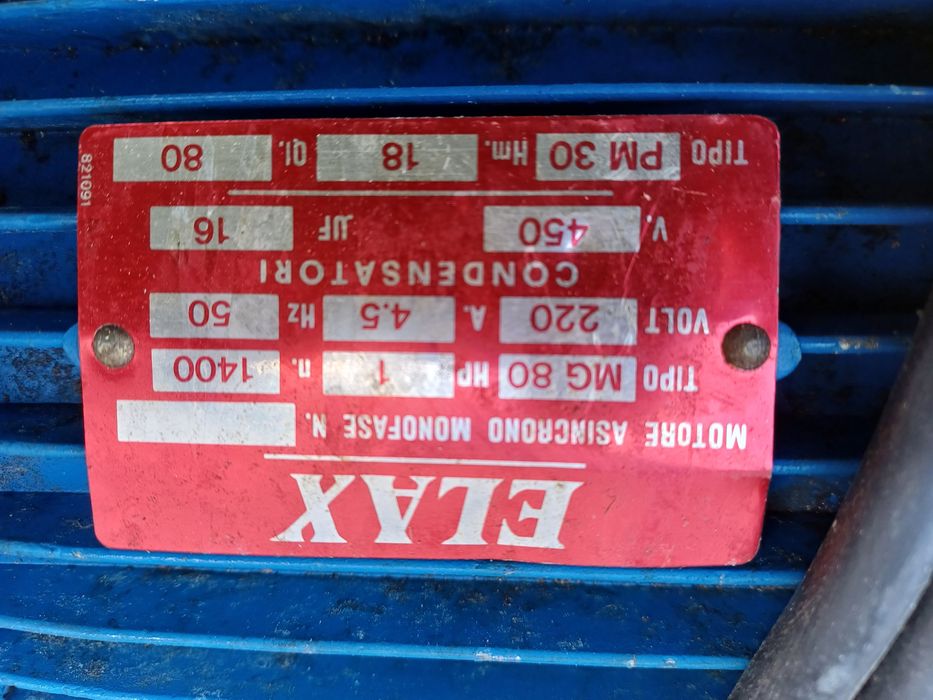 ELAX
MOTORE ASINCRONO MONOFASE N.
TIPO MG 80 HP 1 n. 1400
VOLT 220 A. 4.5 Hz 50
CONDENSATORI
V. 450 µF 16
TIPO PM 30 Hm. 18 Ql. 80
821091